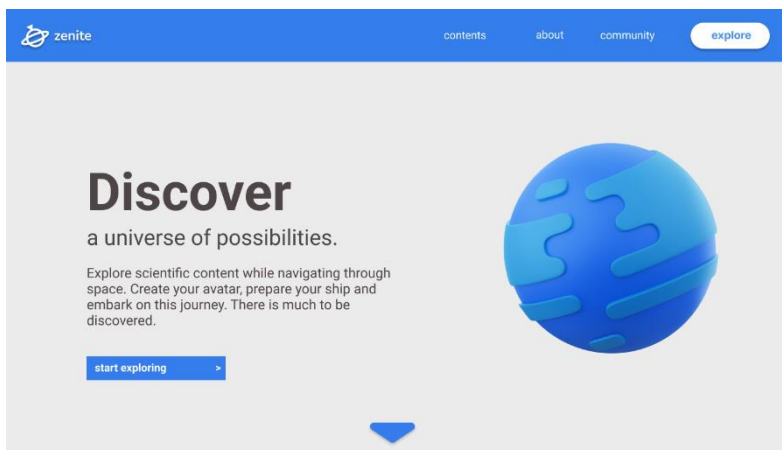 zenite
contents
about
community
explore
Discover
a universe of possibilities.
Explore scientific content while navigating through
space. Create your avatar, prepare your ship and
embark on this journey. There is much to be
discovered.
start exploring >